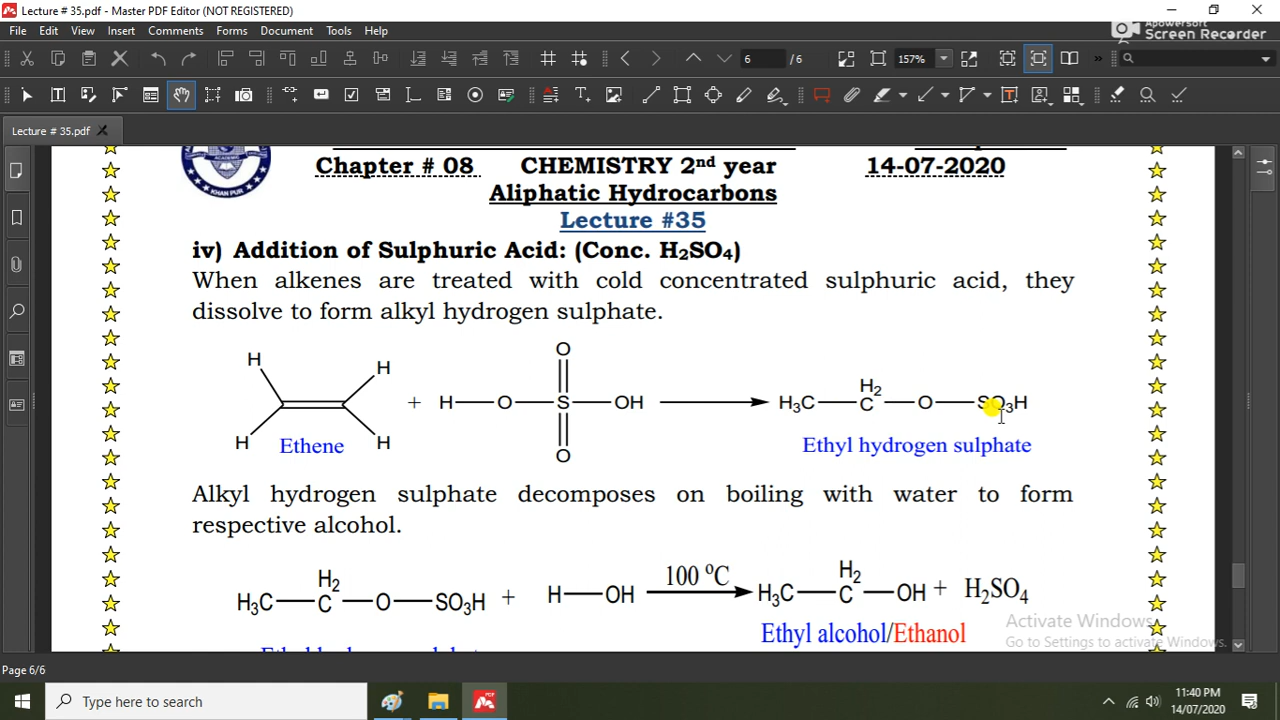 Lecture # 35.pdf - Master PDF Editor (NOT REGISTERED)
File Edit View Insert Comments Forms Document Tools Help
Apowersoft
Screen Recorder
6 / 6 157%
Lecture # 35.pdf
KHAN PUR
Chapter # 08 CHEMISTRY 2nd year 14-07-2020
Aliphatic Hydrocarbons
Lecture #35
iv) Addition of Sulphuric Acid: (Conc. H₂SO₄)
When alkenes are treated with cold concentrated sulphuric acid, they
dissolve to form alkyl hydrogen sulphate.
H H H H + H O S O O OH H₃C H₂ C O SO₃H
Ethene Ethyl hydrogen sulphate
Alkyl hydrogen sulphate decomposes on boiling with water to form
respective alcohol.
H₃C H₂ C O SO₃H + H OH 100 ⁰C H₃C H₂ C OH + H₂SO₄
Ethyl alcohol/Ethanol
Activate Windows
Go to Settings to activate Windows.
Page 6/6
Type here to search
11:40 PM
14/07/2020